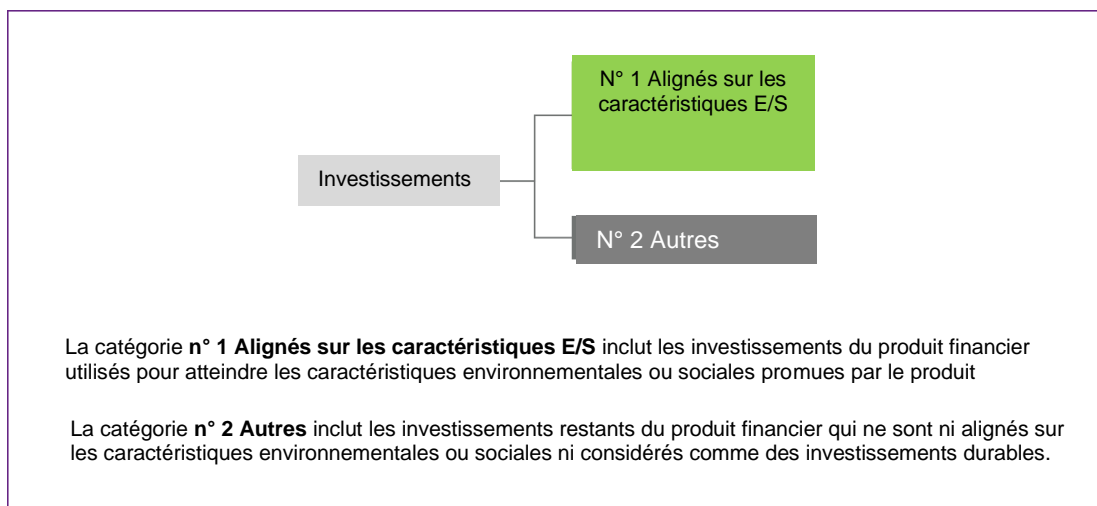 N° 1 Alignés sur les
caractéristiques E/S
Investissements
N° 2 Autres
La catégorie n° 1 Alignés sur les caractéristiques E/S inclut les investissements du produit financier
utilisés pour atteindre les caractéristiques environnementales ou sociales promues par le produit
La catégorie n° 2 Autres inclut les investissements restants du produit financier qui ne sont ni alignés sur
les caractéristiques environnementales ou sociales ni considérés comme des investissements durables.